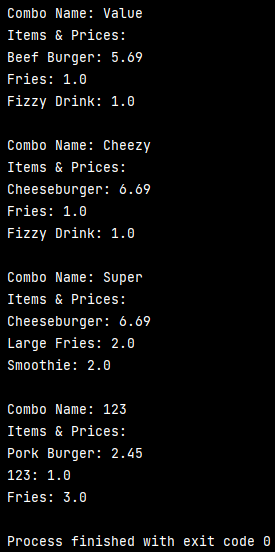 Combo Name: Value
Items & Prices:
Beef Burger: 5.69
Fries: 1.0
Fizzy Drink: 1.0

Combo Name: Cheezy
Items & Prices:
Cheeseburger: 6.69
Fries: 1.0
Fizzy Drink: 1.0

Combo Name: Super
Items & Prices:
Cheeseburger: 6.69
Large Fries: 2.0
Smoothie: 2.0

Combo Name: 123
Items & Prices:
Pork Burger: 2.45
123: 1.0
Fries: 3.0

Process finished with exit code 0